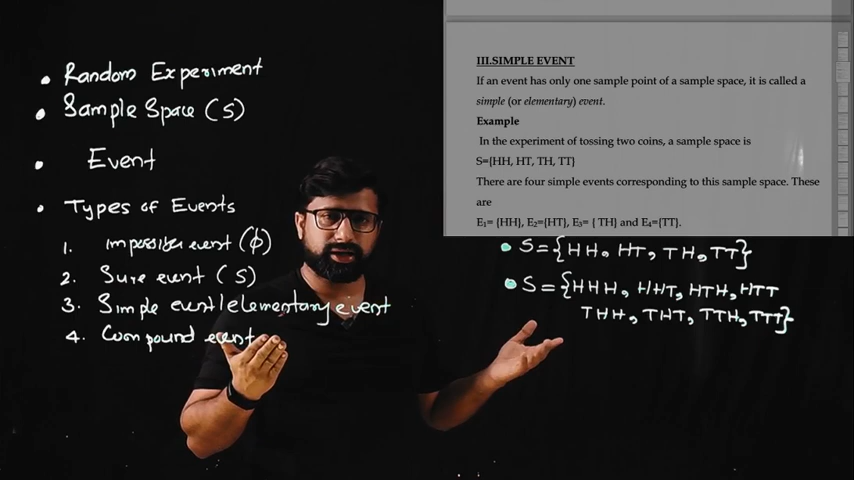 • Random Experiment
• Sample Space (S)
• Event
• Types of Events
1. impossible event (ϕ)
2. Sure event (S)
3. Simple event/elementary event
4. Compound event
III.SIMPLE EVENT
If an event has only one sample point of a sample space, it is called a
simple (or elementary) event.
Example
In the experiment of tossing two coins, a sample space is
S={HH, HT, TH, TT}
There are four simple events corresponding to this sample space. These
are
E₁= {HH}, E₂={HT}, E₃= { TH} and E₄={TT}.
• S = {HH, HT, TH, TT}
• S = {HHH, HHT, HTH, HTT
THH, THT, TTH, TTT}